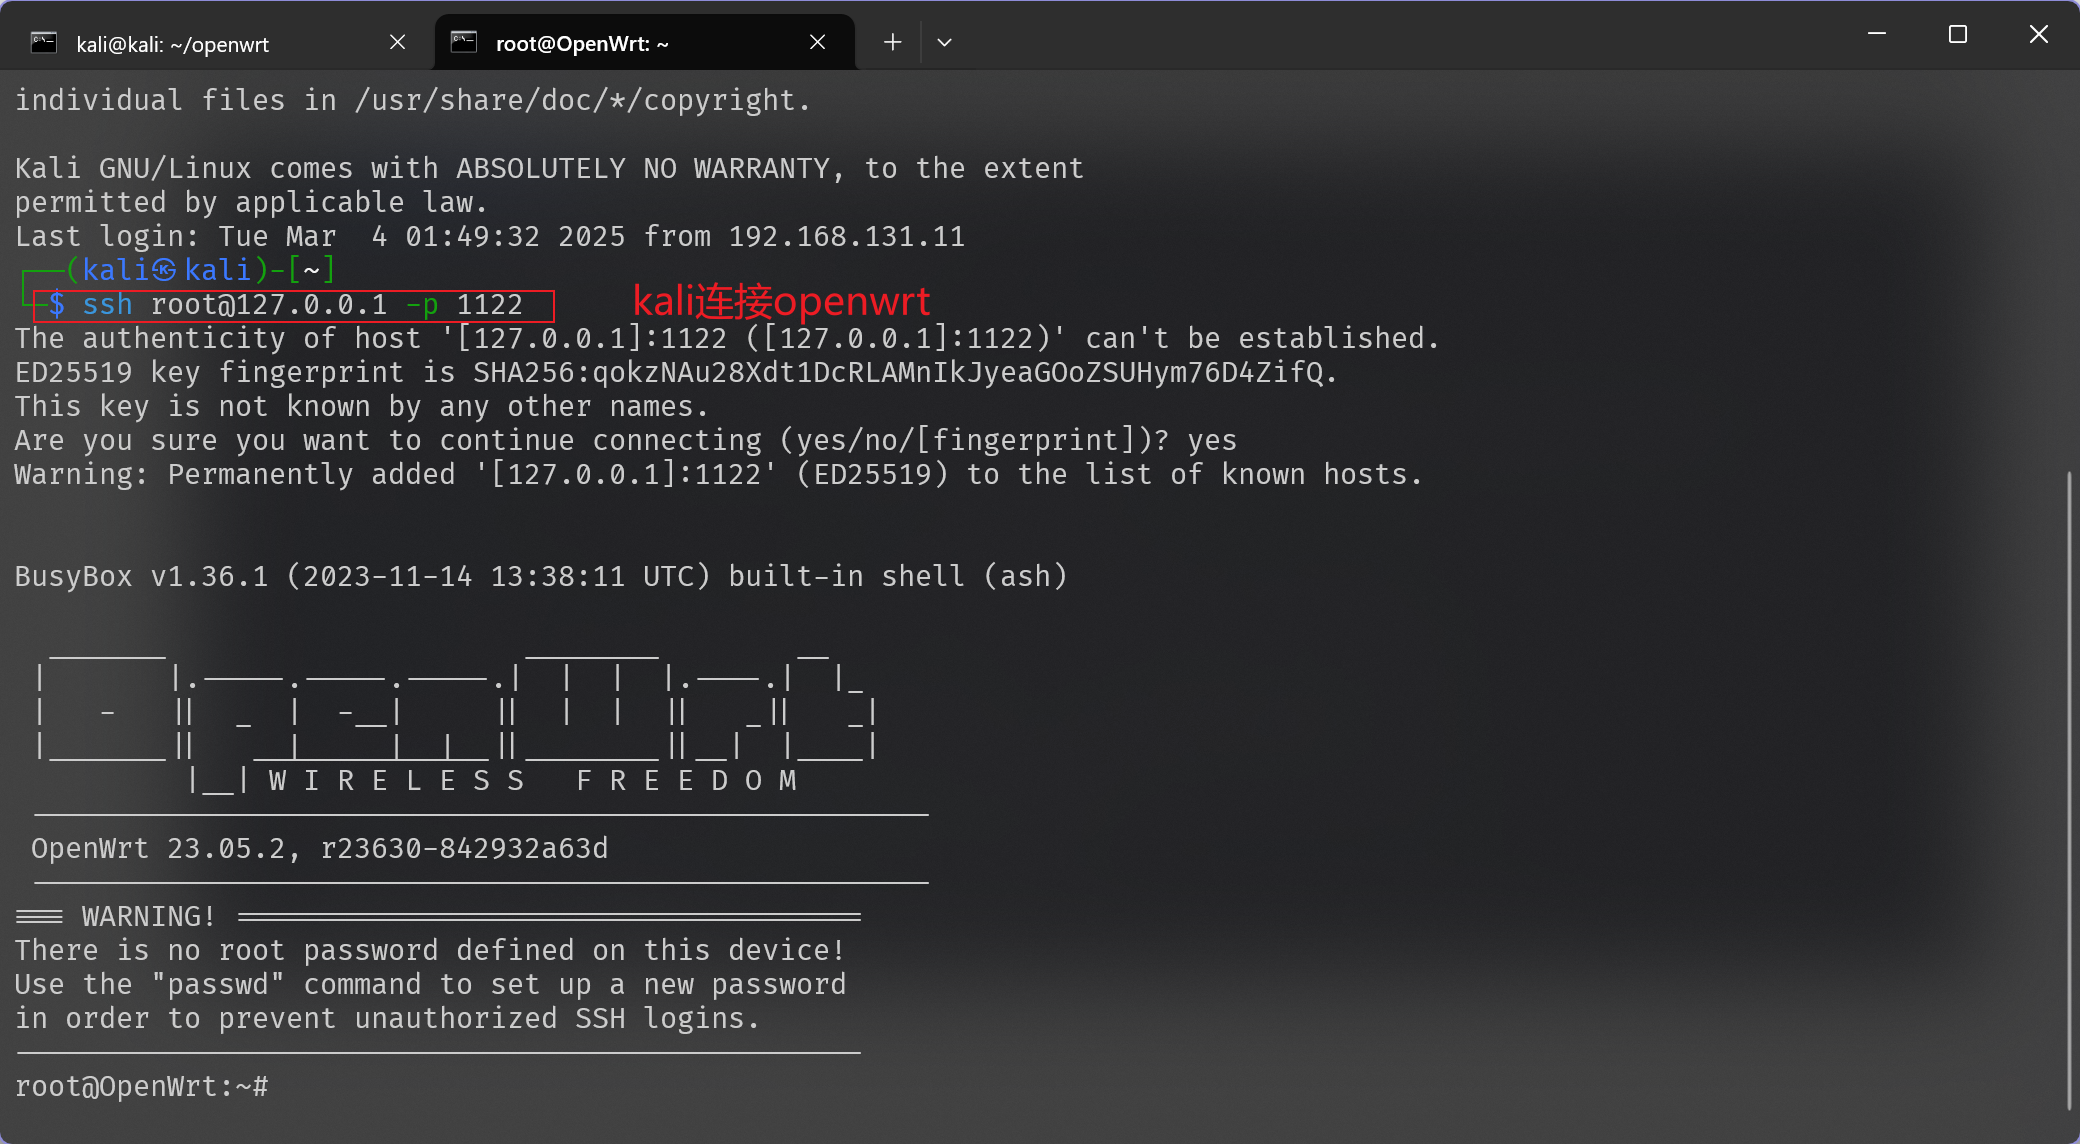 kali@kali: ~/openwrt
root@OpenWrt: ~
individual files in /usr/share/doc/*/copyright.
Kali GNU/Linux comes with ABSOLUTELY NO WARRANTY, to the extent
permitted by applicable law.
Last login: Tue Mar  4 01:49:32 2025 from 192.168.131.11
┌──(kali㉿kali)-[~]
└─$ ssh root@127.0.0.1 -p 1122
kali连接openwrt
The authenticity of host '[127.0.0.1]:1122 ([127.0.0.1]:1122)' can't be established.
ED25519 key fingerprint is SHA256:qokzNAu28Xdt1DcRLAMnIkJyeaGOoZSUHym76D4ZifQ.
This key is not known by any other names.
Are you sure you want to continue connecting (yes/no/[fingerprint])? yes
Warning: Permanently added '[127.0.0.1]:1122' (ED25519) to the list of known hosts.
BusyBox v1.36.1 (2023-11-14 13:38:11 UTC) built-in shell (ash)
W I R E L E S S   F R E E D O M
OpenWrt 23.05.2, r23630-842932a63d
=== WARNING! =====================================
There is no root password defined on this device!
Use the "passwd" command to set up a new password
in order to prevent unauthorized SSH logins.
root@OpenWrt:~#